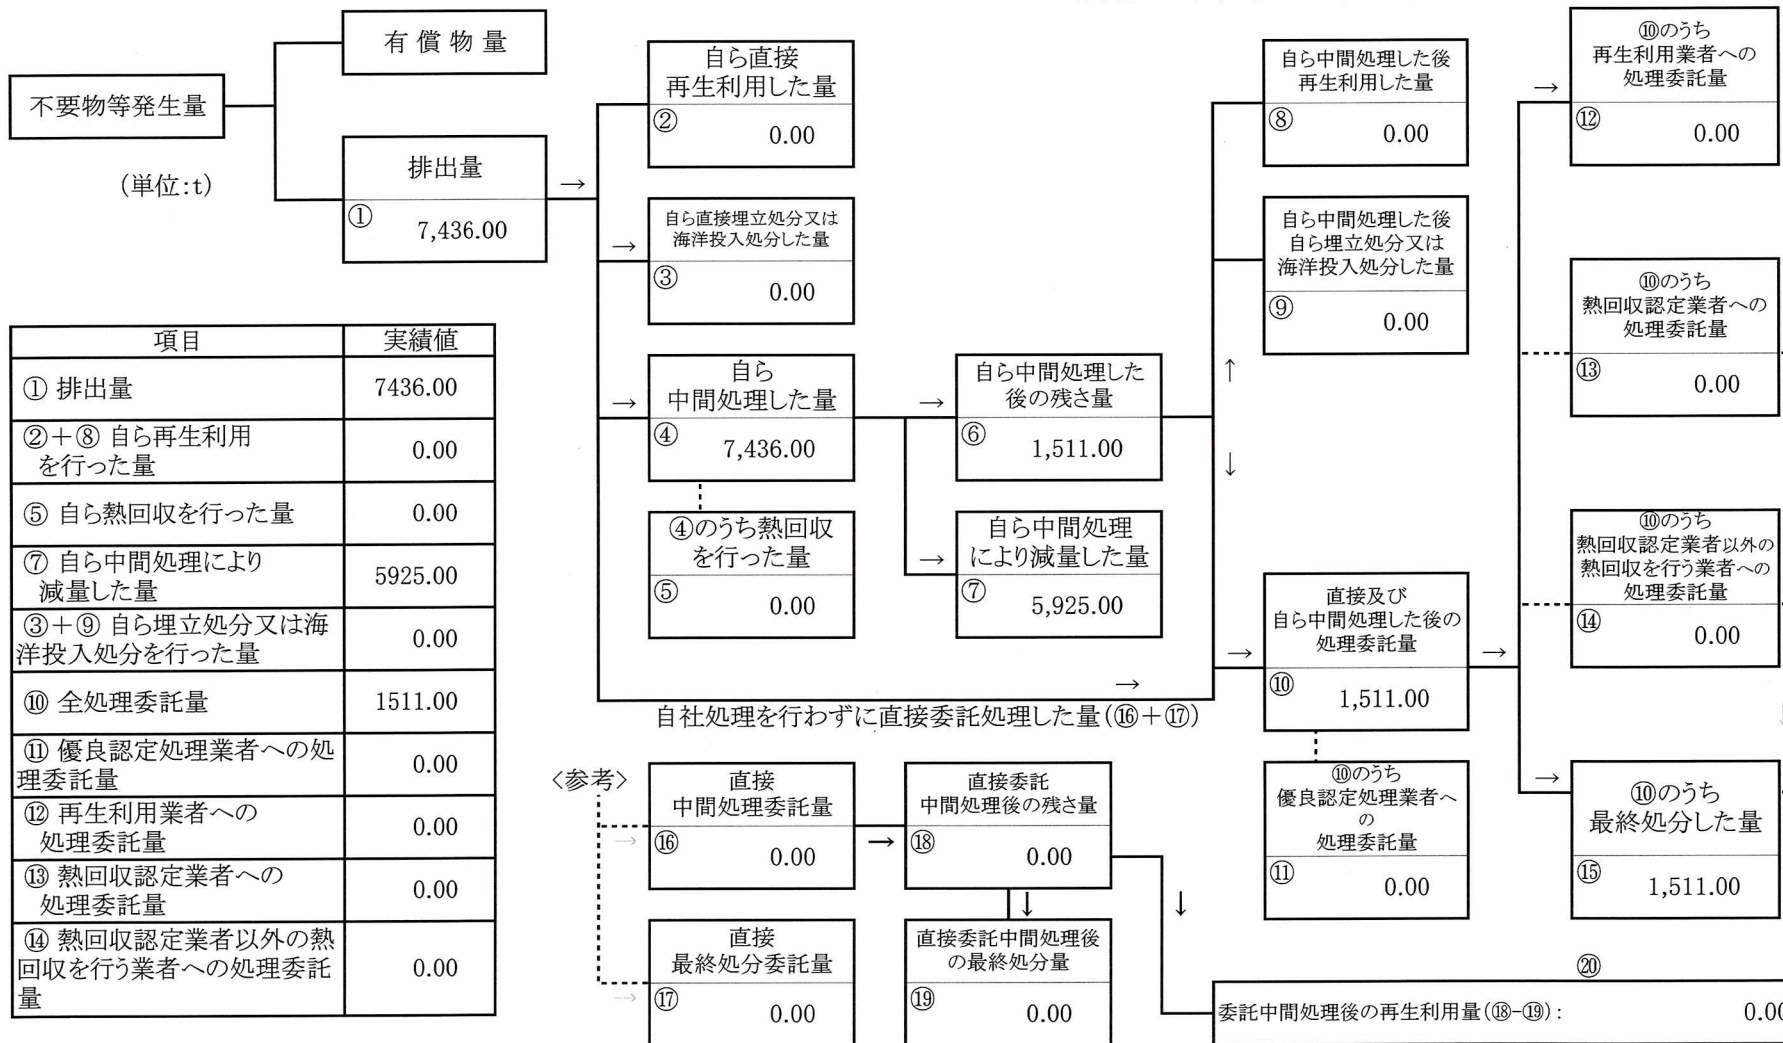 有償物量
不要物等発生量
(単位:t)
排出量
①
7,436.00
→
自ら直接
再生利用した量
②
0.00
→
自ら直接埋立処分又は
海洋投入処分した量
③
0.00
→
自ら
中間処理した量
④
7,436.00
④のうち熱回収
を行った量
⑤
0.00
→
自ら中間処理した
後の残さ量
⑥
1,511.00
→
自ら中間処理
により減量した量
⑦
5,925.00
↑
↓
自ら中間処理した後
再生利用した量
⑧
0.00
自ら中間処理した後
自ら埋立処分又は
海洋投入処分した量
⑨
0.00
→
自社処理を行わずに直接委託処理した量(⑯+⑰)
→
直接及び
自ら中間処理した後の
処理委託量
⑩
1,511.00
⑩のうち
優良認定処理業者へ
の
処理委託量
⑪
0.00
→
→
⑩のうち
再生利用業者への
処理委託量
⑫
0.00
⑩のうち
熱回収認定業者への
処理委託量
⑬
0.00
⑩のうち
熱回収認定業者以外の
熱回収を行う業者への
処理委託量
⑭
0.00
→
⑩のうち
最終処分した量
⑮
1,511.00
項目 実績値
① 排出量 7436.00
②+⑧ 自ら再生利用
を行った量 0.00
⑤ 自ら熱回収を行った量 0.00
⑦ 自ら中間処理により
減量した量 5925.00
③+⑨ 自ら埋立処分又は海
洋投入処分を行った量 0.00
⑩ 全処理委託量 1511.00
⑪ 優良認定処理業者への処
理委託量 0.00
⑫ 再生利用業者への
処理委託量 0.00
⑬ 熱回収認定業者への
処理委託量 0.00
⑭ 熱回収認定業者以外の熱
回収を行う業者への処理委託
量 0.00
<参考>
→
直接
中間処理委託量
⑯
0.00
→
直接委託
中間処理後の残さ量
⑱
0.00
↓
↓
→
直接
最終処分委託量
⑰
0.00
直接委託中間処理後
の最終処分量
⑲
0.00
⑳
委託中間処理後の再生利用量(⑱-⑲): 0.00